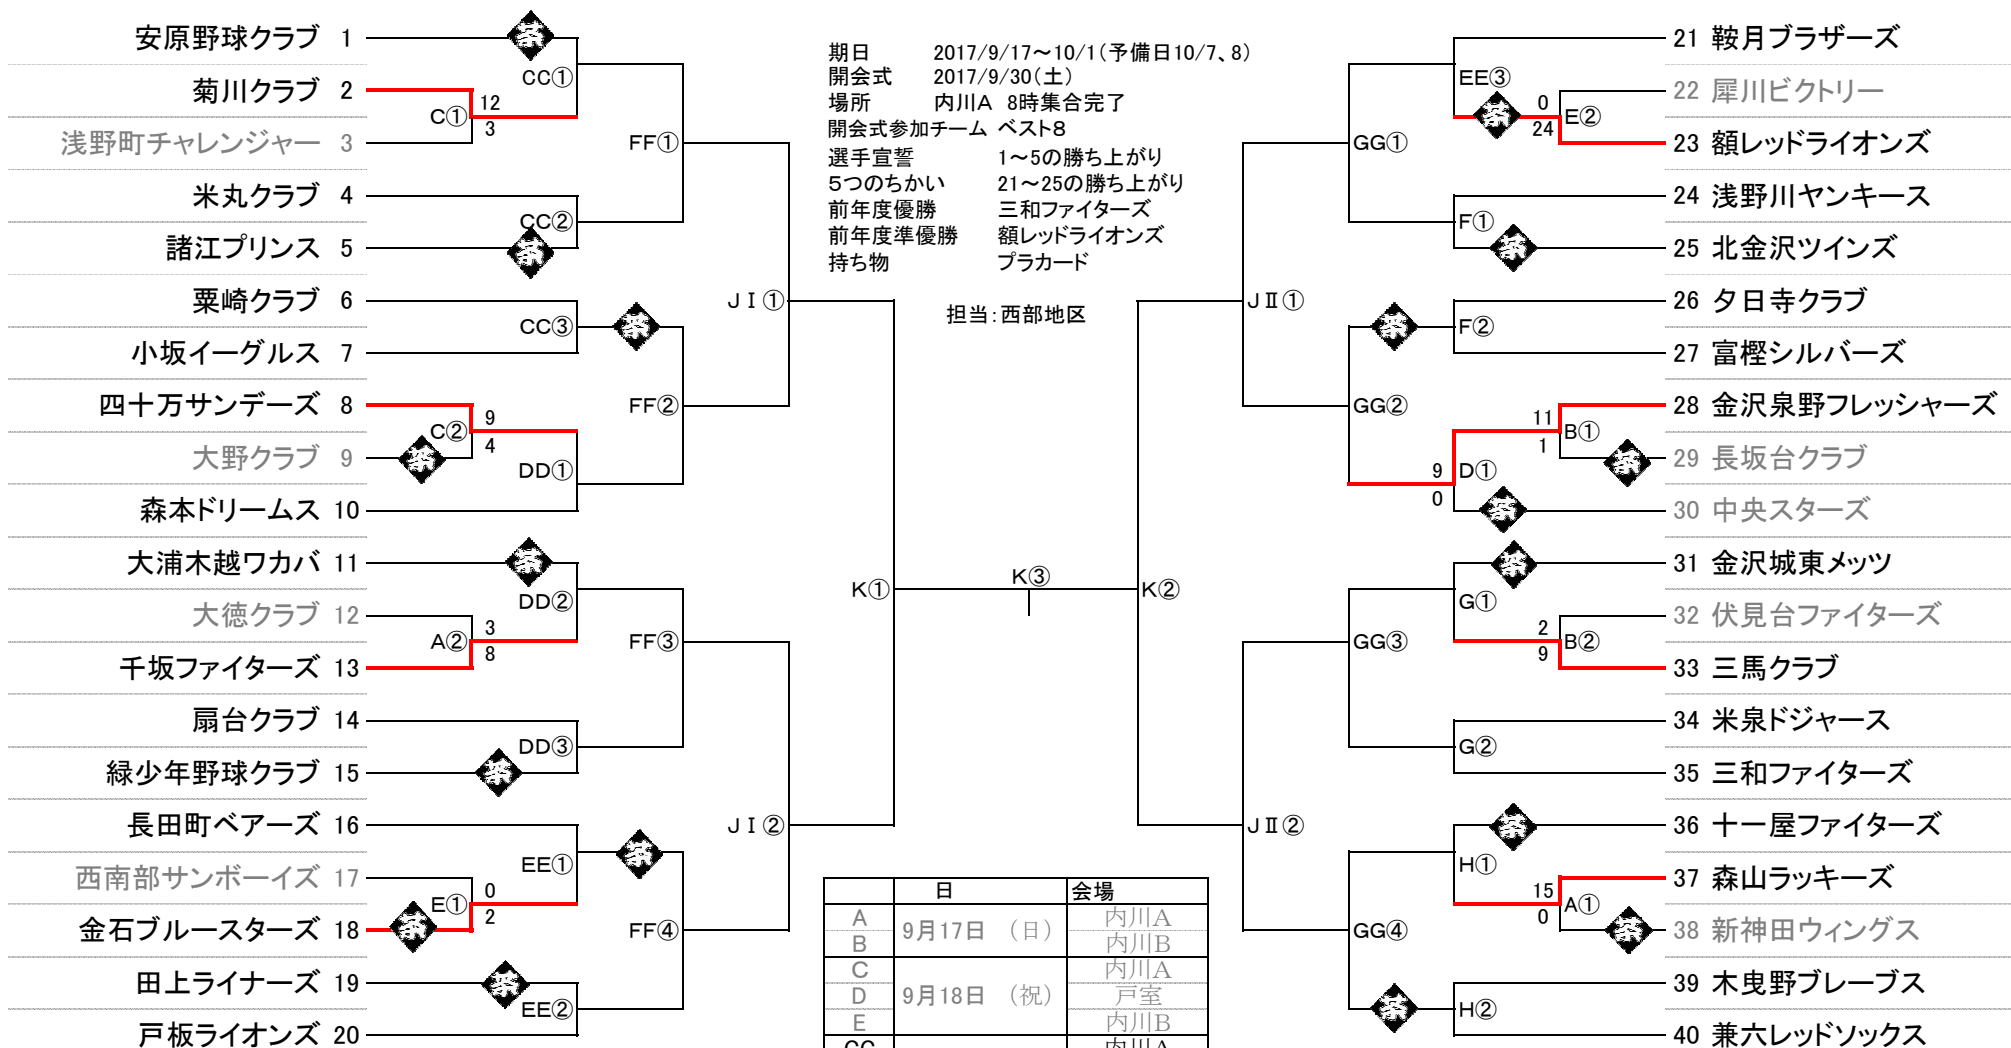 安原野球クラブ 1
菊川クラブ 2
浅野町チャレンジャー 3
米丸クラブ 4
諸江プリンス 5
粟崎クラブ 6
小坂イーグルス 7
四十万サンデーズ 8
大野クラブ 9
森本ドリームス 10
大浦木越ワカバ 11
大徳クラブ 12
千坂ファイターズ 13
扇台クラブ 14
緑少年野球クラブ 15
長田町ベアーズ 16
西南部サンボーイズ 17
金石ブルースターズ 18
田上ライナーズ 19
戸板ライオンズ 20
C① 12
3
C② 9
4
A② 3
8
E① 0
2
CC①
CC②
CC③
DD①
DD②
DD③
EE①
EE②
FF①
FF②
FF③
FF④
JⅠ①
JⅠ②
K①
K③
K②
期日 2017/9/17～10/1(予備日10/7、8)
開会式 2017/9/30(土)
場所 内川A 8時集合完了
開会式参加チーム ベスト8
選手宣誓 1～5の勝ち上がり
5つのちかい 21～25の勝ち上がり
前年度優勝 三和ファイターズ
前年度準優勝 額レッドライオンズ
持ち物 プラカード
担当:西部地区
日 会場
A 9月17日 (日) 内川A
B 内川B
C 内川A
D 9月18日 (祝) 戸室
E 内川B
CC 内川A
JⅡ①
JⅡ②
GG①
GG②
GG③
GG④
EE③
F①
F②
D①
9
0
G①
G②
H①
H②
0 E②
24
11 B①
1
2 B②
9
15 A①
0
21 鞍月ブラザーズ
22 犀川ビクトリー
23 額レッドライオンズ
24 浅野川ヤンキース
25 北金沢ツインズ
26 夕日寺クラブ
27 富樫シルバーズ
28 金沢泉野フレッシャーズ
29 長坂台クラブ
30 中央スターズ
31 金沢城東メッツ
32 伏見台ファイターズ
33 三馬クラブ
34 米泉ドジャース
35 三和ファイターズ
36 十一屋ファイターズ
37 森山ラッキーズ
38 新神田ウィングス
39 木曳野ブレーブス
40 兼六レッドソックス